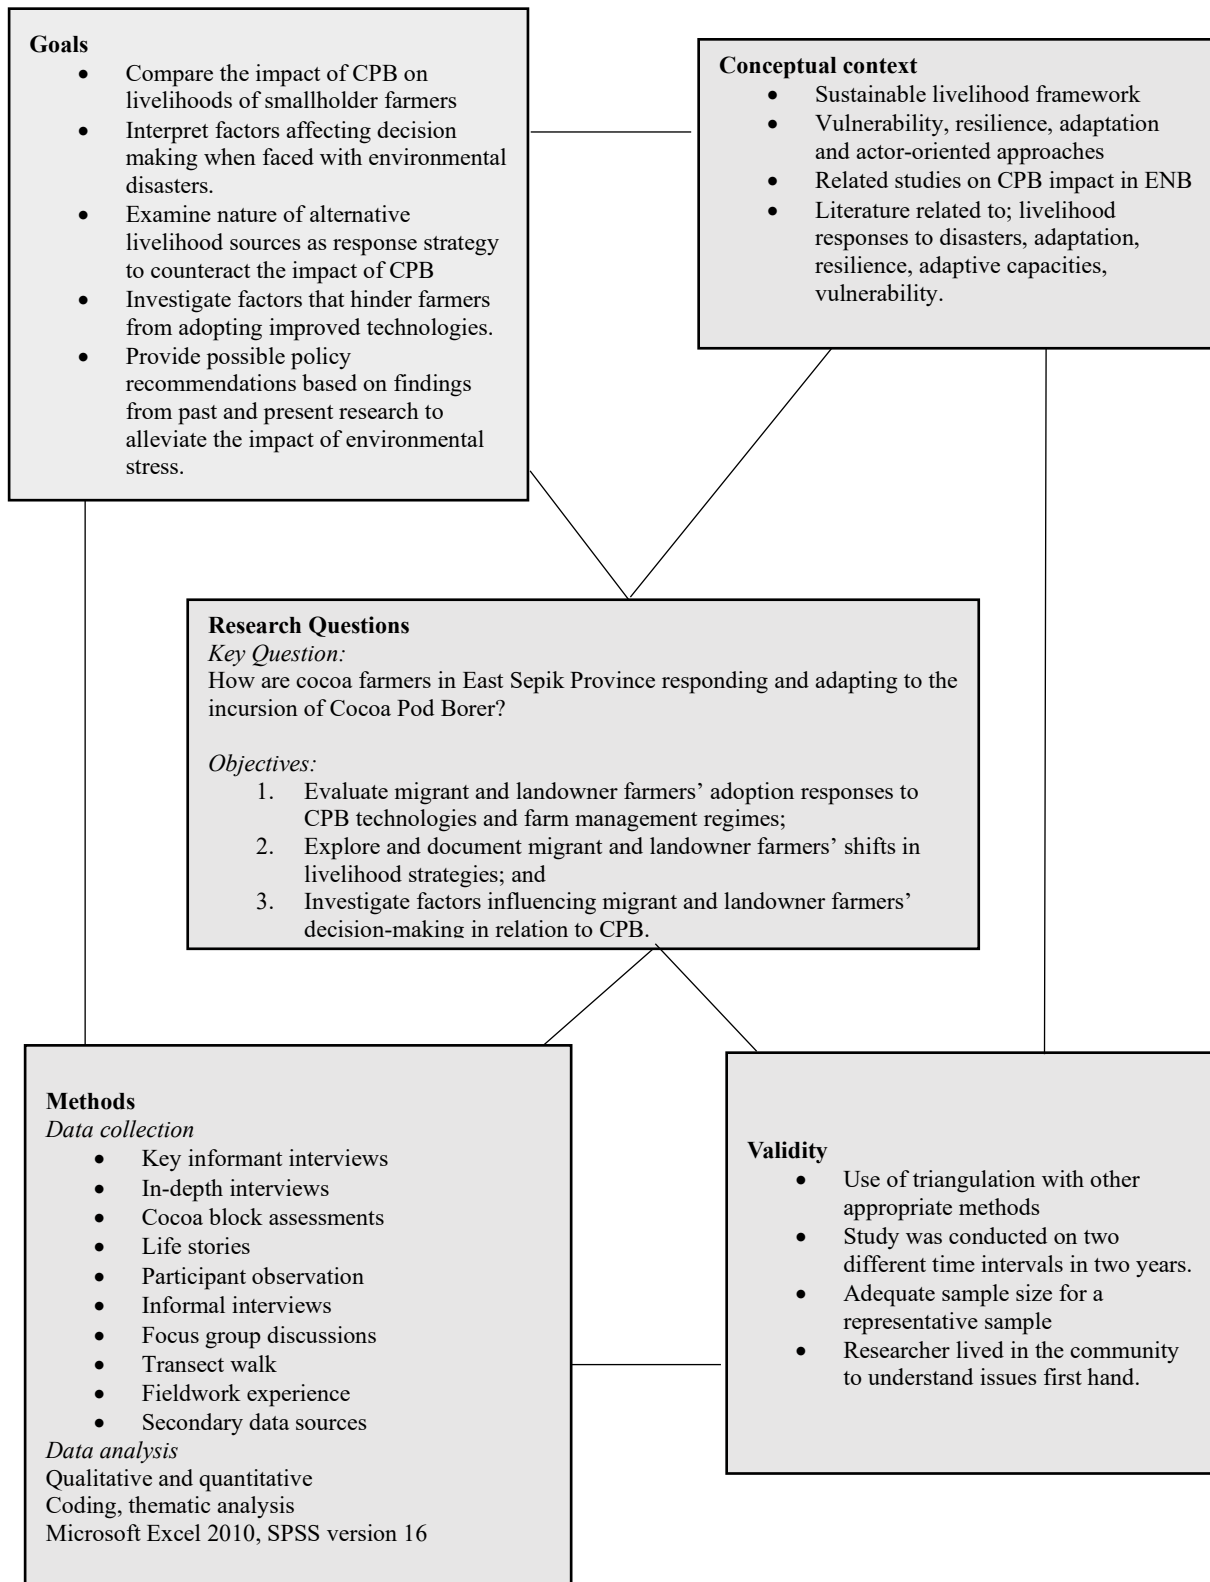 Goals
• Compare the impact of CPB on
livelihoods of smallholder farmers
• Interpret factors affecting decision
making when faced with environmental
disasters.
• Examine nature of alternative
livelihood sources as response strategy
to counteract the impact of CPB
• Investigate factors that hinder farmers
from adopting improved technologies.
• Provide possible policy
recommendations based on findings
from past and present research to
alleviate the impact of environmental
stress.
Conceptual context
• Sustainable livelihood framework
• Vulnerability, resilience, adaptation
and actor-oriented approaches
• Related studies on CPB impact in ENB
• Literature related to; livelihood
responses to disasters, adaptation,
resilience, adaptive capacities,
vulnerability.
Research Questions
Key Question:
How are cocoa farmers in East Sepik Province responding and adapting to the
incursion of Cocoa Pod Borer?
Objectives:
1. Evaluate migrant and landowner farmers’ adoption responses to
CPB technologies and farm management regimes;
2. Explore and document migrant and landowner farmers’ shifts in
livelihood strategies; and
3. Investigate factors influencing migrant and landowner farmers’
decision-making in relation to CPB.
Methods
Data collection
• Key informant interviews
• In-depth interviews
• Cocoa block assessments
• Life stories
• Participant observation
• Informal interviews
• Focus group discussions
• Transect walk
• Fieldwork experience
• Secondary data sources
Data analysis
Qualitative and quantitative
Coding, thematic analysis
Microsoft Excel 2010, SPSS version 16
Validity
• Use of triangulation with other
appropriate methods
• Study was conducted on two
different time intervals in two years.
• Adequate sample size for a
representative sample
• Researcher lived in the community
to understand issues first hand.